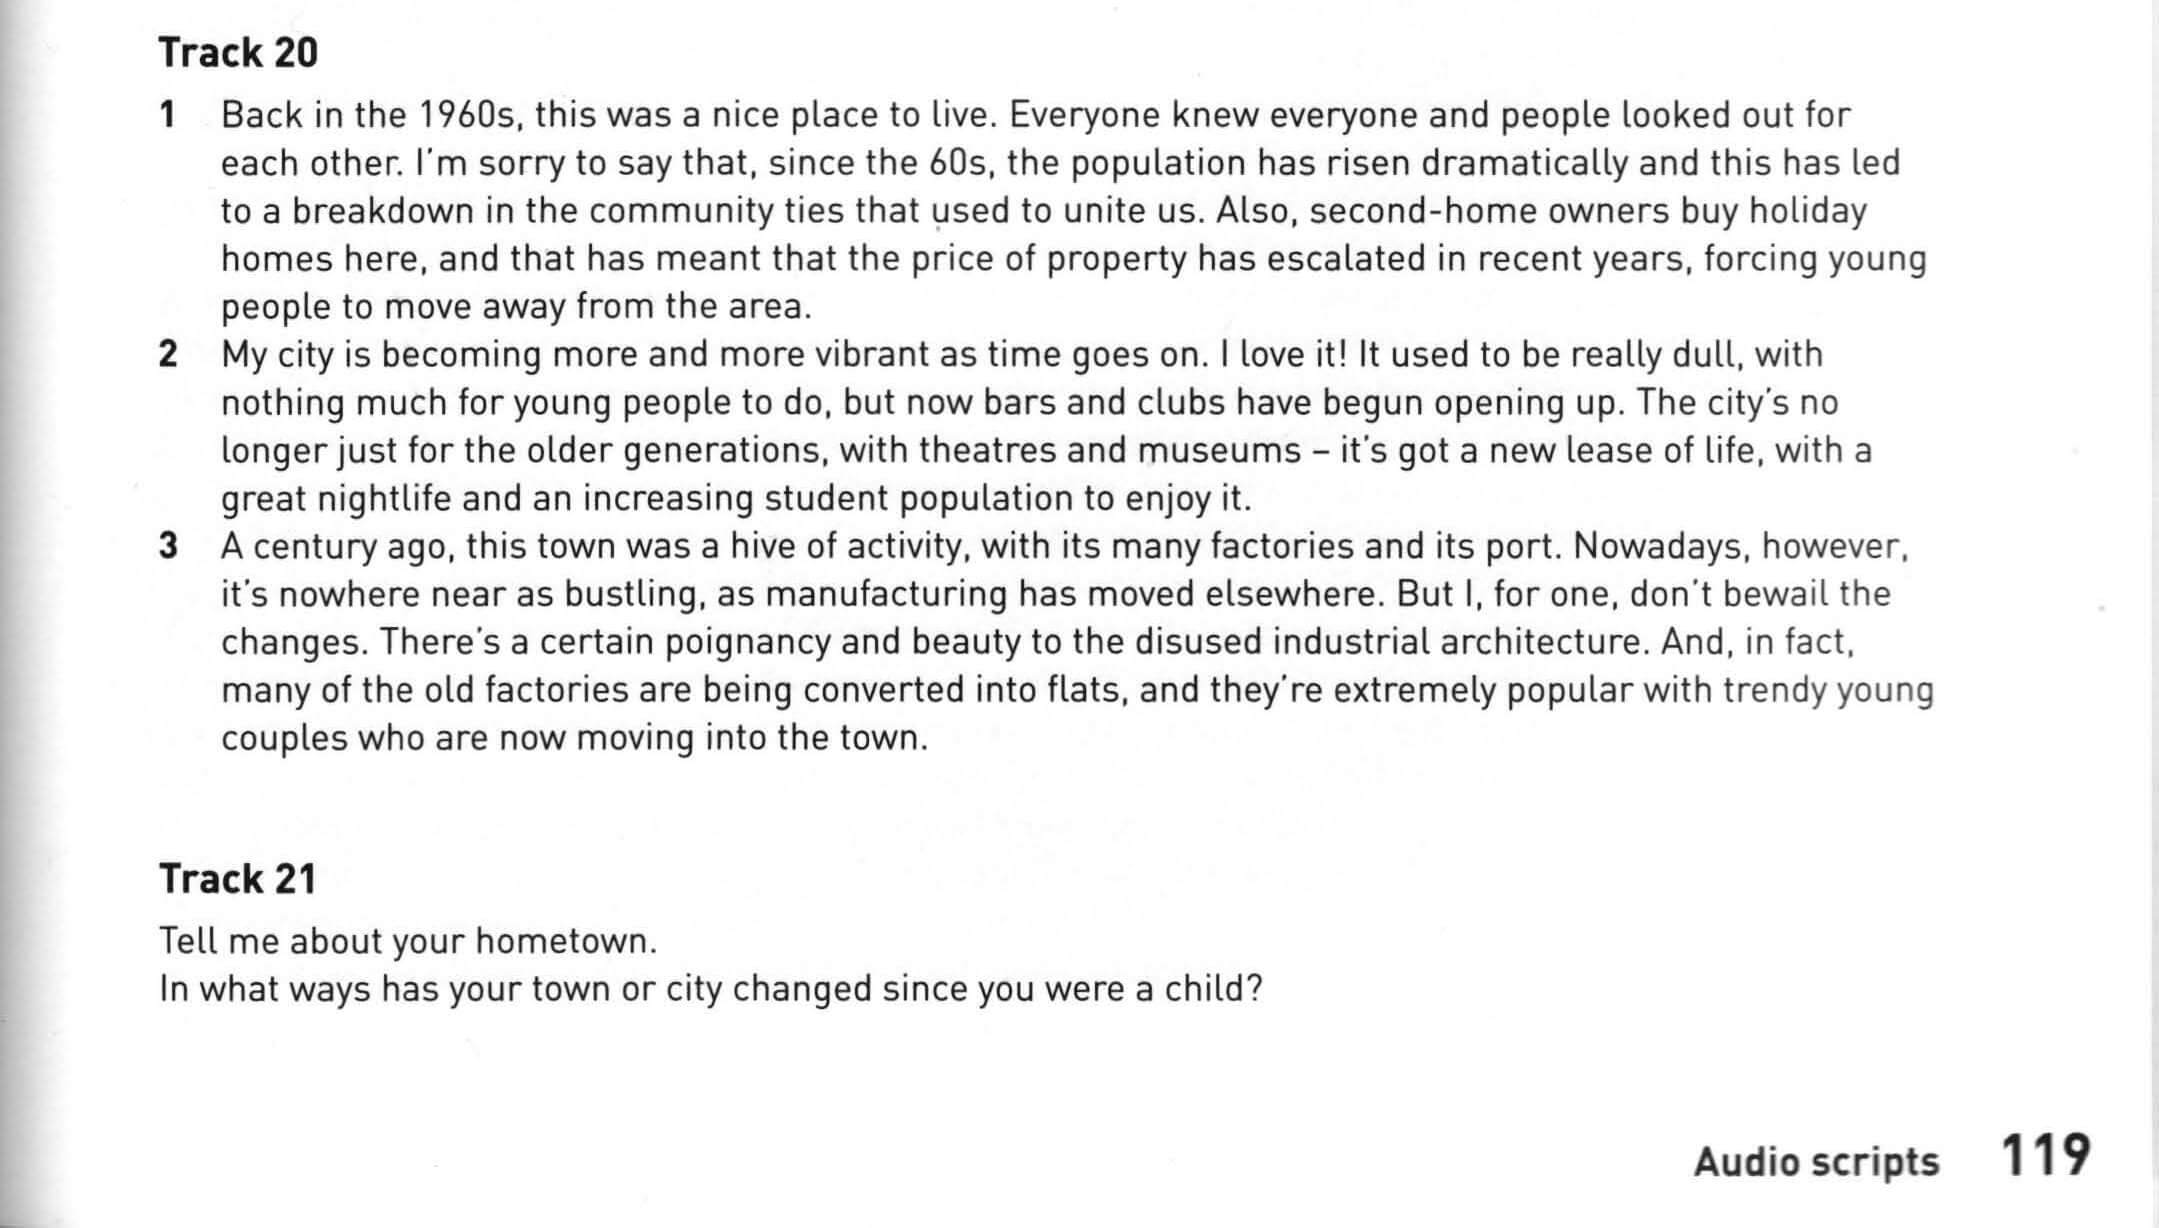 Track 20
1 Back in the 1960s, this was a nice place to live. Everyone knew everyone and people looked out for
each other. I'm sorry to say that, since the 60s, the population has risen dramatically and this has led
to a breakdown in the community ties that used to unite us. Also, second-home owners buy holiday
homes here, and that has meant that the price of property has escalated in recent years, forcing young
people to move away from the area.
2 My city is becoming more and more vibrant as time goes on. I love it! It used to be really dull, with
nothing much for young people to do, but now bars and clubs have begun opening up. The city's no
longer just for the older generations, with theatres and museums – it's got a new lease of life, with a
great nightlife and an increasing student population to enjoy it.
3 A century ago, this town was a hive of activity, with its many factories and its port. Nowadays, however,
it's nowhere near as bustling, as manufacturing has moved elsewhere. But I, for one, don't bewail the
changes. There's a certain poignancy and beauty to the disused industrial architecture. And, in fact,
many of the old factories are being converted into flats, and they're extremely popular with trendy young
couples who are now moving into the town.
Track 21
Tell me about your hometown.
In what ways has your town or city changed since you were a child?
Audio scripts 119